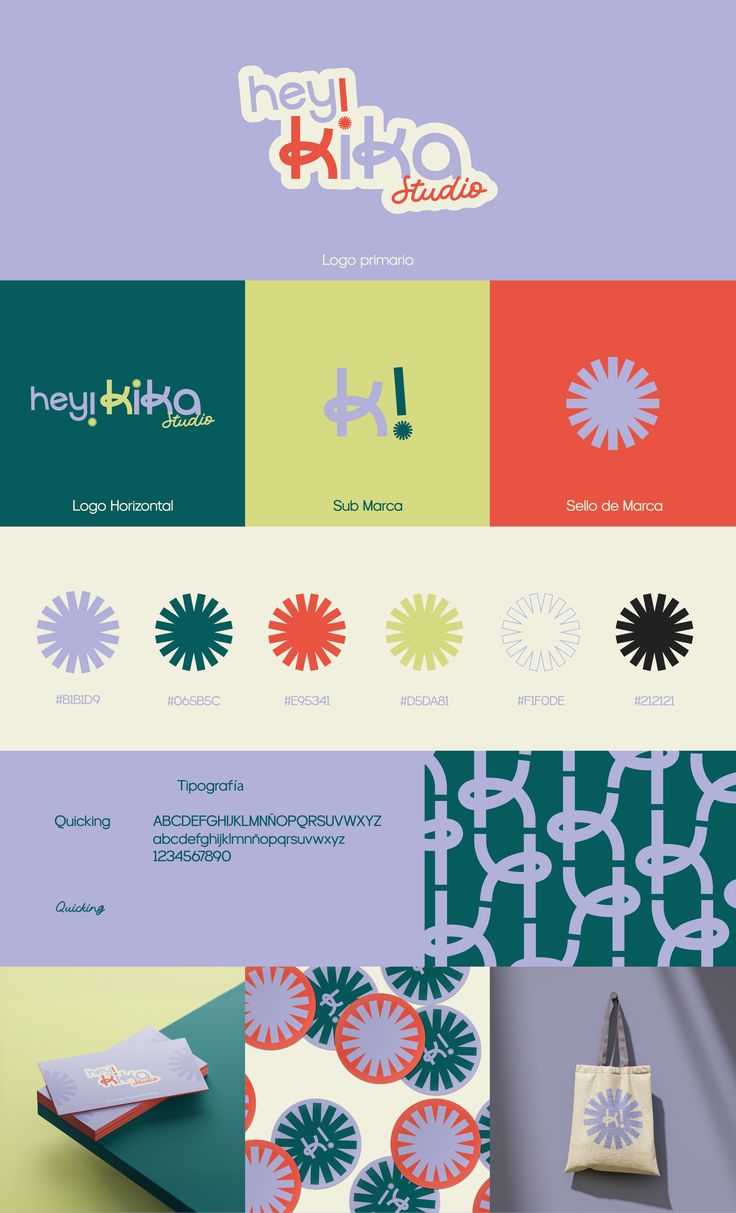 hey!
kika
Studio
Logo primario
hey! kika
Studio
Logo Horizontal
k!
Sub Marca
Sello de Marca
#B1B1D9
#065B5C
#E95341
#D5DA81
#F1F0DE
#212121
Tipografía
Quicking
ABCDEFGHIJKLMNÑOPQRSUVWXYZ
abcdefghijklmnñopqrsuvwxyz
1234567890
Quicking
hey!
kika
Studio
k!
k!
k!
k!
k!